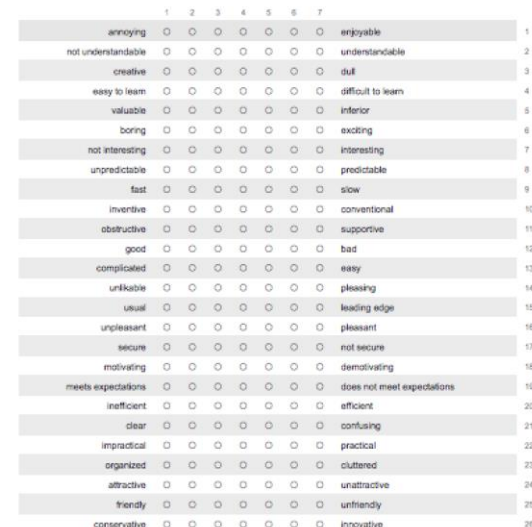 1 2 3 4 5 6 7
annoying ○ ○ ○ ○ ○ ○ ○ enjoyable 1
not understandable ○ ○ ○ ○ ○ ○ ○ understandable 2
creative ○ ○ ○ ○ ○ ○ ○ dull 3
easy to learn ○ ○ ○ ○ ○ ○ ○ difficult to learn 4
valuable ○ ○ ○ ○ ○ ○ ○ inferior 5
boring ○ ○ ○ ○ ○ ○ ○ exciting 6
not interesting ○ ○ ○ ○ ○ ○ ○ interesting 7
unpredictable ○ ○ ○ ○ ○ ○ ○ predictable 8
fast ○ ○ ○ ○ ○ ○ ○ slow 9
inventive ○ ○ ○ ○ ○ ○ ○ conventional 10
obstructive ○ ○ ○ ○ ○ ○ ○ supportive 11
good ○ ○ ○ ○ ○ ○ ○ bad 12
complicated ○ ○ ○ ○ ○ ○ ○ easy 13
unlikable ○ ○ ○ ○ ○ ○ ○ pleasing 14
usual ○ ○ ○ ○ ○ ○ ○ leading edge 15
unpleasant ○ ○ ○ ○ ○ ○ ○ pleasant 16
secure ○ ○ ○ ○ ○ ○ ○ not secure 17
motivating ○ ○ ○ ○ ○ ○ ○ demotivating 18
meets expectations ○ ○ ○ ○ ○ ○ ○ does not meet expectations 19
inefficient ○ ○ ○ ○ ○ ○ ○ efficient 20
clear ○ ○ ○ ○ ○ ○ ○ confusing 21
impractical ○ ○ ○ ○ ○ ○ ○ practical 22
organized ○ ○ ○ ○ ○ ○ ○ cluttered 23
attractive ○ ○ ○ ○ ○ ○ ○ unattractive 24
friendly ○ ○ ○ ○ ○ ○ ○ unfriendly 25
conservative ○ ○ ○ ○ ○ ○ ○ innovative 26